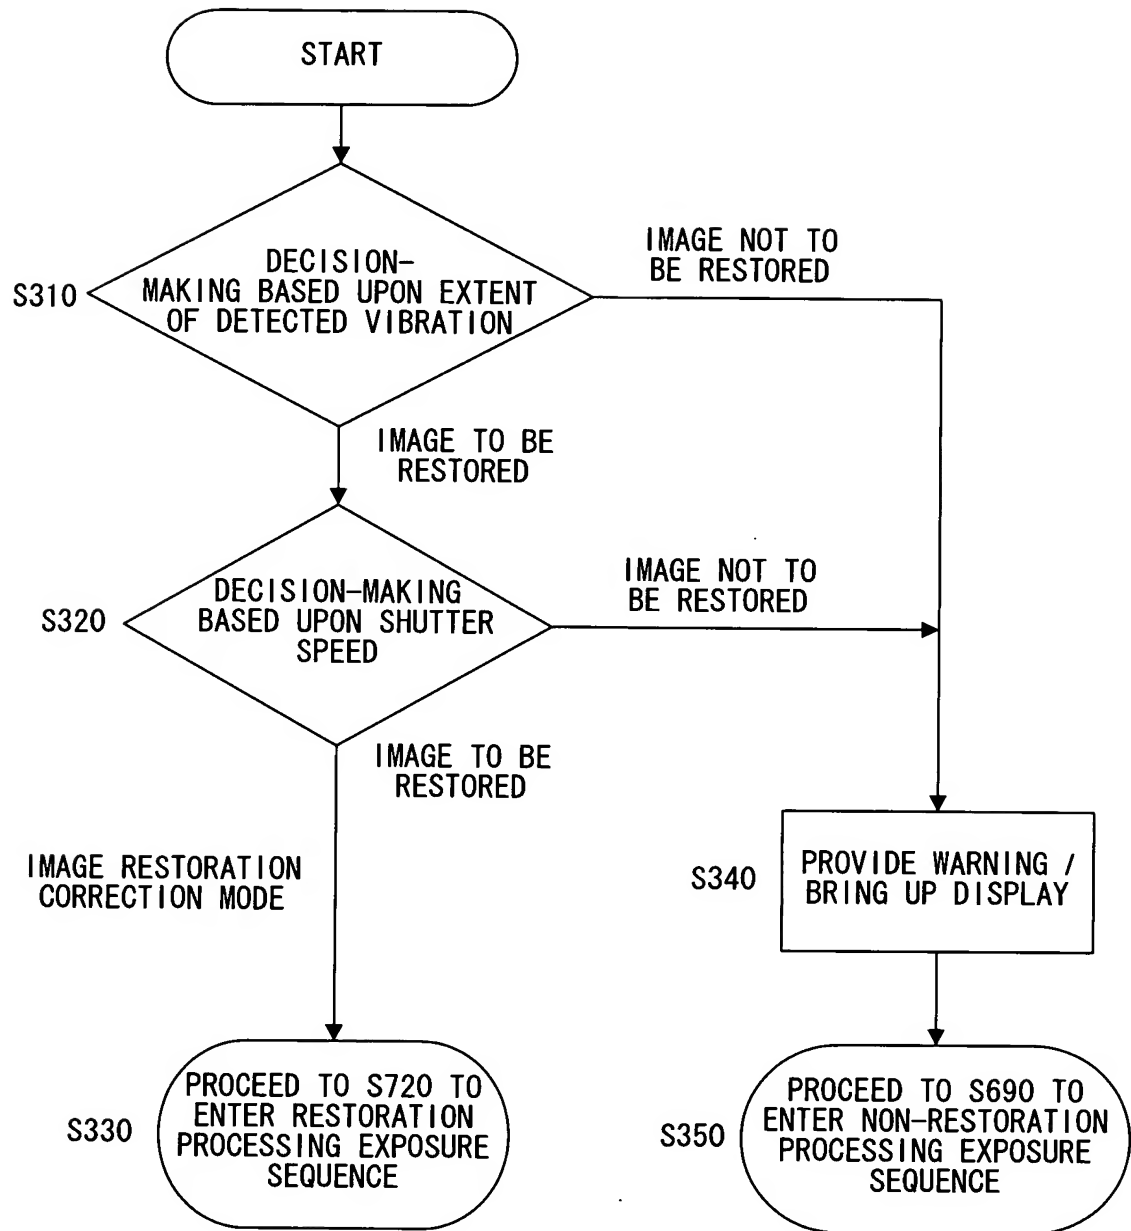 START
S310
DECISION-
MAKING BASED UPON EXTENT
OF DETECTED VIBRATION
IMAGE NOT TO
BE RESTORED
IMAGE TO BE
RESTORED
S320
DECISION-MAKING
BASED UPON SHUTTER
SPEED
IMAGE NOT TO
BE RESTORED
IMAGE TO BE
RESTORED
IMAGE RESTORATION
CORRECTION MODE
S340
PROVIDE WARNING /
BRING UP DISPLAY
S330
PROCEED TO S720 TO
ENTER RESTORATION
PROCESSING EXPOSURE
SEQUENCE
S350
PROCEED TO S690 TO
ENTER NON-RESTORATION
PROCESSING EXPOSURE
SEQUENCE